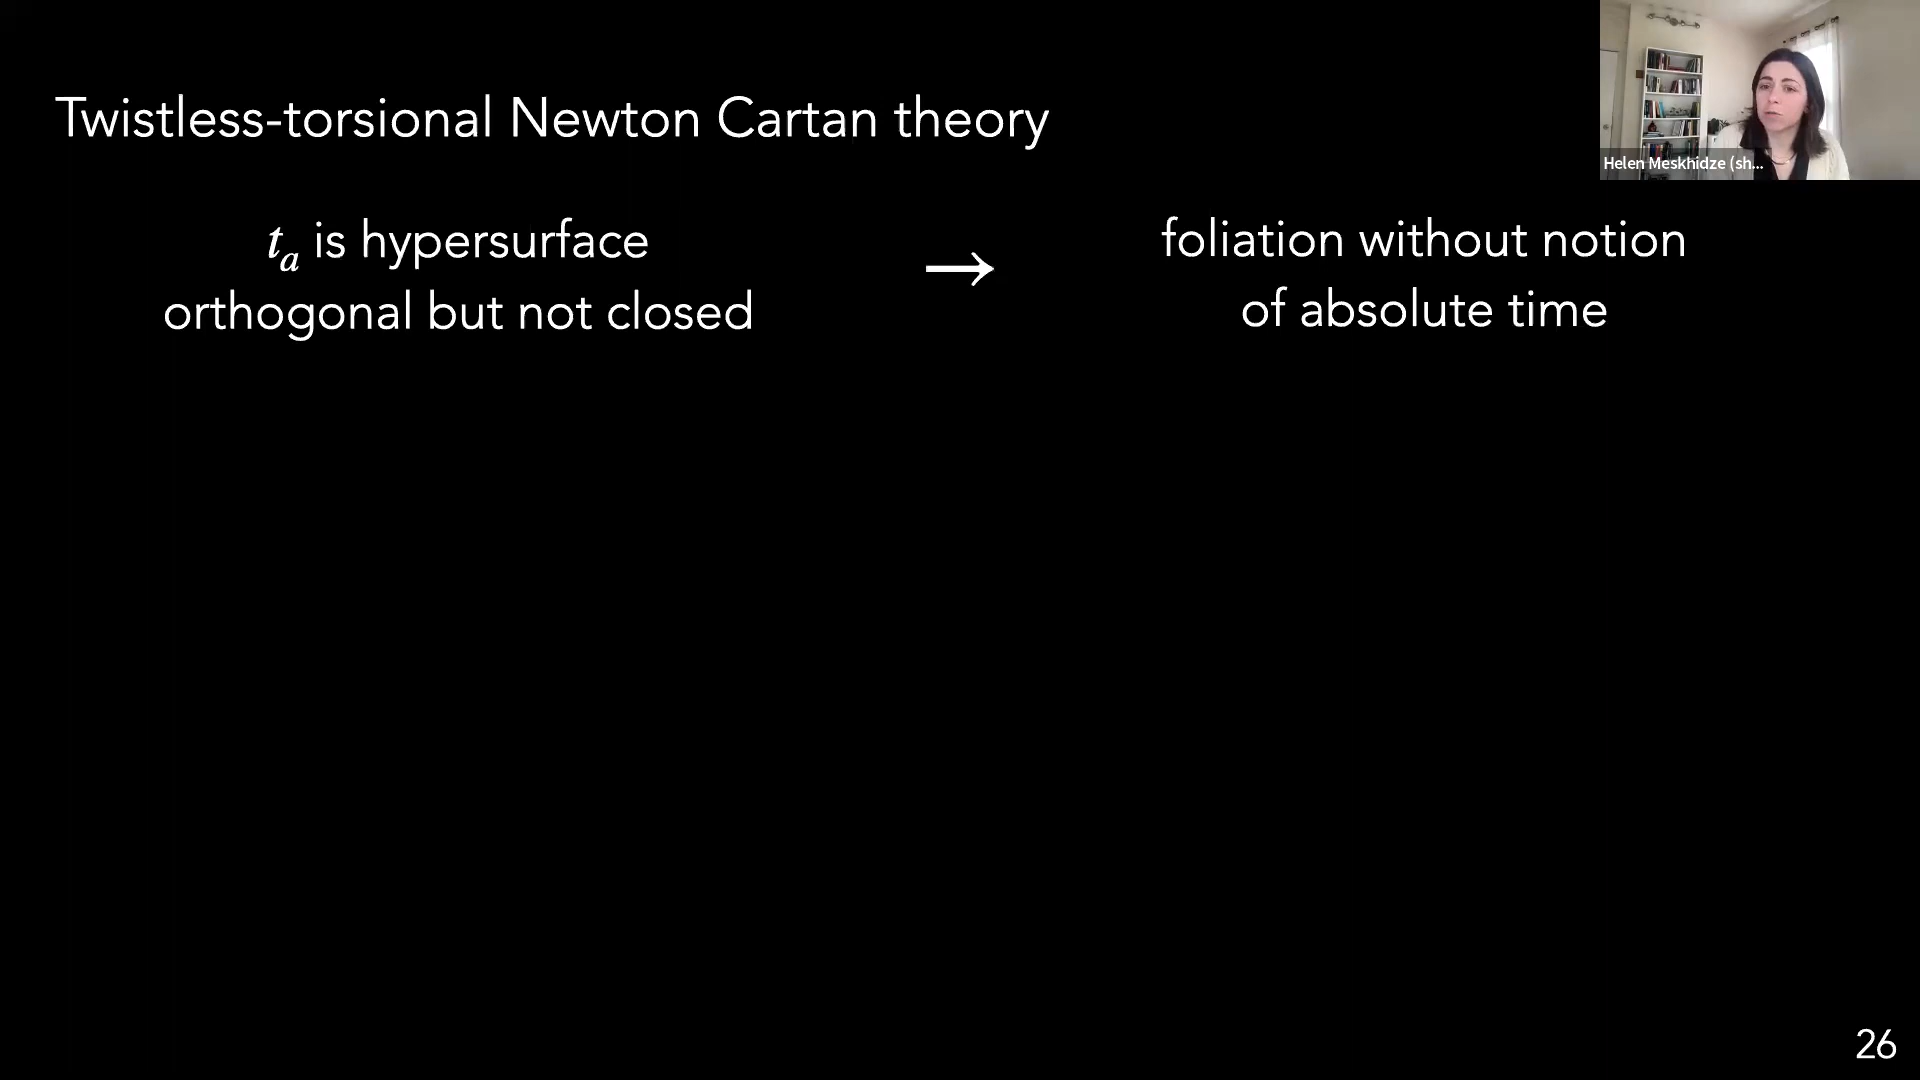 Twistless-torsional Newton Cartan theory
Helen Meskhidze (sh...
tₐ is hypersurface
orthogonal but not closed
→
foliation without notion
of absolute time
26